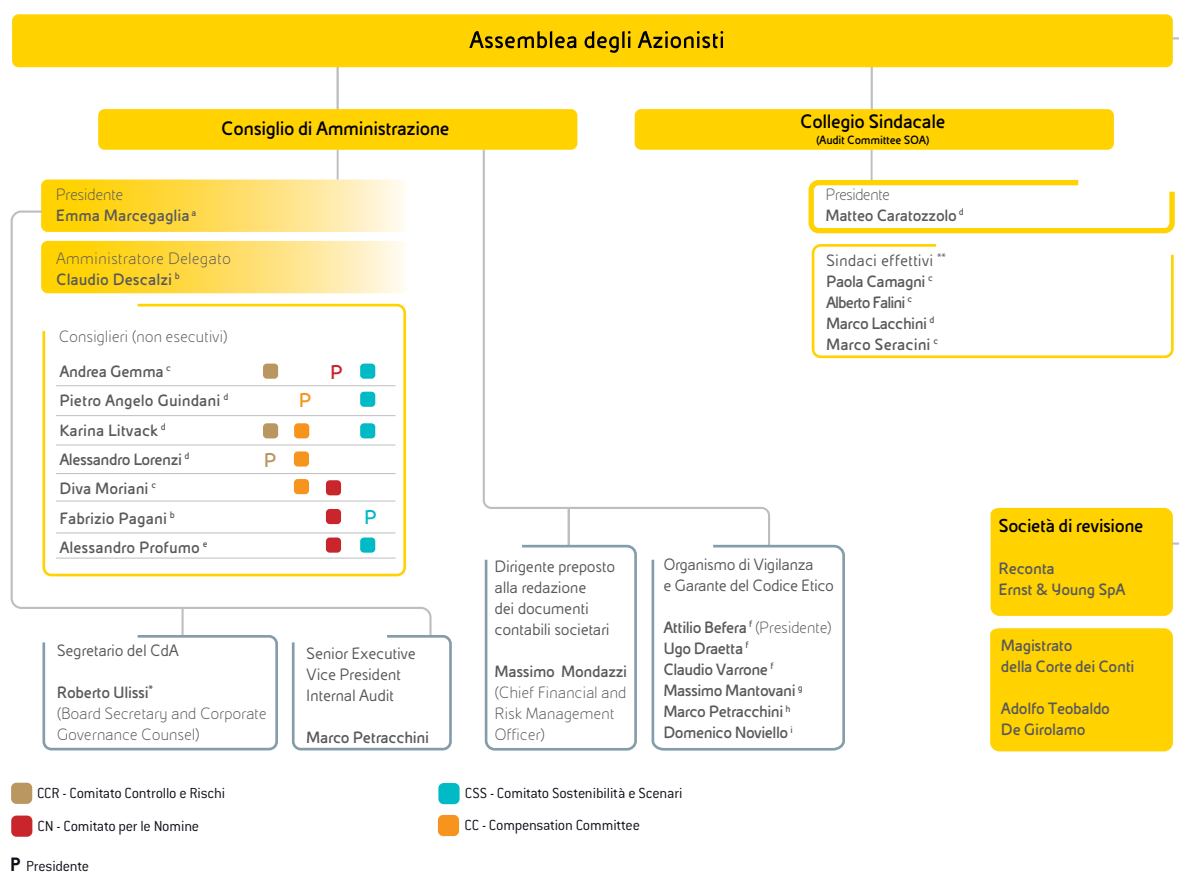 Assemblea degli Azionisti
Consiglio di Amministrazione
Collegio Sindacale
(Audit Committee SOA)
Presidente
Emma Marcegaglia a
Amministratore Delegato
Claudio Descalzi b
Consiglieri (non esecutivi)
Andrea Gemma c P
Pietro Angelo Guindani d P
Karina Litvack d
Alessandro Lorenzi d P
Diva Moriani c
Fabrizio Pagani b P
Alessandro Profumo e
Presidente
Matteo Caratozzolo d
Sindaci effettivi **
Paola Camagni c
Alberto Falini c
Marco Lacchini d
Marco Seracini c
Segretario del CdA
Roberto Ulissi*
(Board Secretary and Corporate
Governance Counsel)
Senior Executive
Vice President
Internal Audit
Marco Petracchini
Dirigente preposto
alla redazione
dei documenti
contabili societari
Massimo Mondazzi
(Chief Financial and
Risk Management
Officer)
Organismo di Vigilanza
e Garante del Codice Etico
Attilio Befera f (Presidente)
Ugo Draetta f
Claudio Varrone f
Massimo Mantovani g
Marco Petracchini h
Domenico Noviello i
Società di revisione
Reconta
Ernst & Young SpA
Magistrato
della Corte dei Conti
Adolfo Teobaldo
De Girolamo
CCR - Comitato Controllo e Rischi
CSS - Comitato Sostenibilità e Scenari
CN - Comitato per le Nomine
CC - Compensation Committee
P Presidente